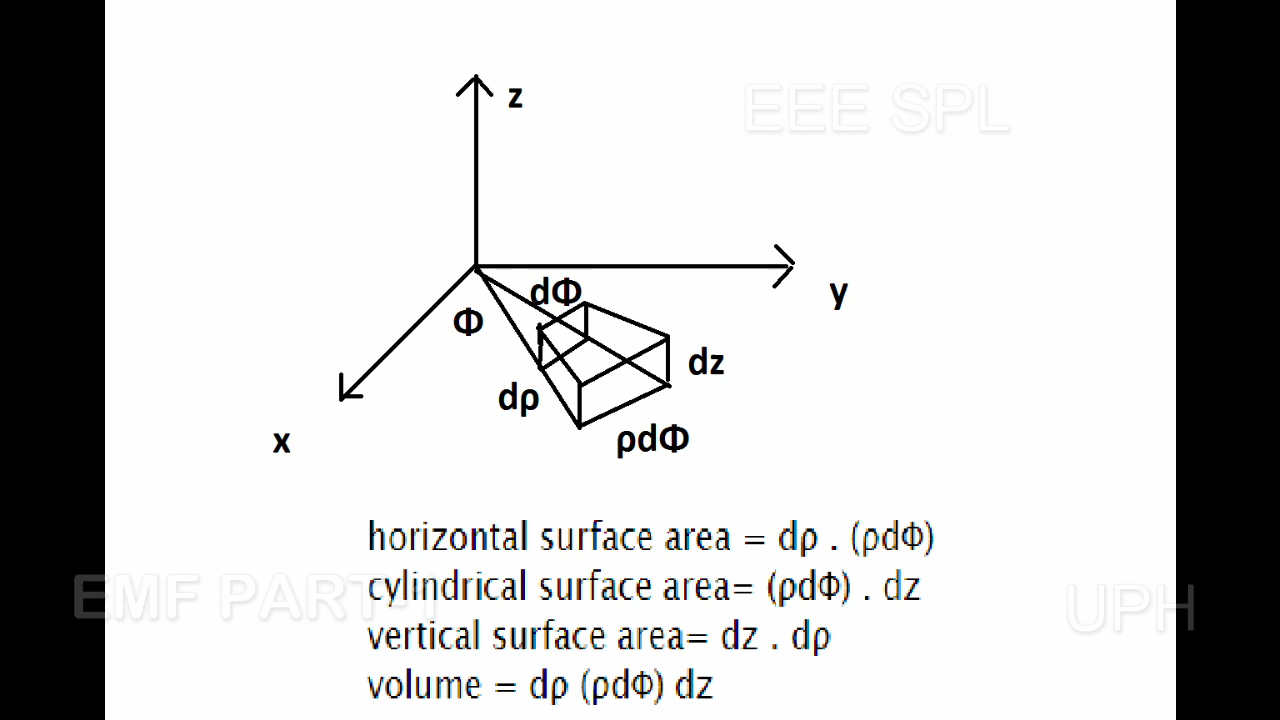 z
EEE SPL
y
dΦ
Φ
dz
dρ
x
ρdΦ
horizontal surface area = dρ . (ρdΦ)
cylindrical surface area= (ρdΦ) . dz
EMF PART-1
UPH
vertical surface area= dz . dρ
volume = dρ (ρdΦ) dz